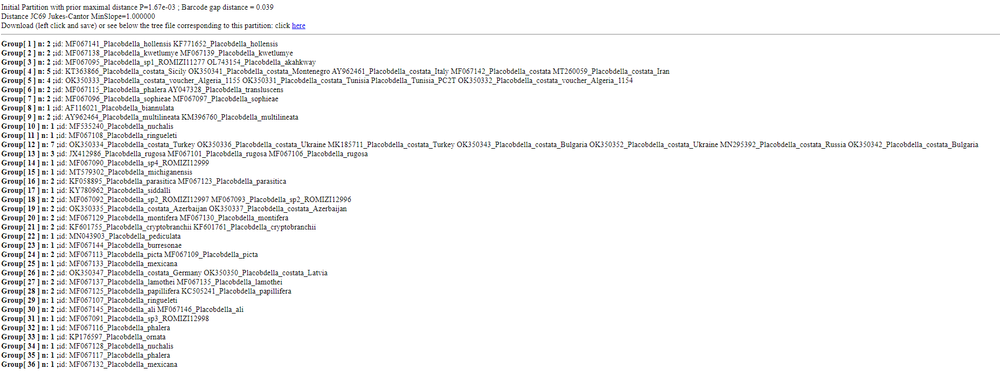 Initial Partition with prior maximal distance P=1.67e-03 ; Barcode gap distance = 0.039
Distance JC69 Jukes-Cantor MinSlope=1.000000
Download (left click and save) or see below the tree file corresponding to this partition: click here
Group[ 1 ] n: 2 ;id: MF067141_Placobdella_hollensis KF771652_Placobdella_hollensis
Group[ 2 ] n: 2 ;id: MF067138_Placobdella_kwetlumye MF067139_Placobdella_kwetlumye
Group[ 3 ] n: 2 ;id: MF067095_Placobdella_sp1_ROMIZI11277 OL743154_Placobdella_akahkway
Group[ 4 ] n: 5 ;id: KT363866_Placobdella_costata_Sicily OK350341_Placobdella_costata_Montenegro AY962461_Placobdella_costata_Italy MF067142_Placobdella_costata MT260059_Placobdella_costata_Iran
Group[ 5 ] n: 4 ;id: OK350333_Placobdella_costata_voucher_Algeria_1155 OK350331_Placobdella_costata_Tunisia Placobdella_Tunisia_PC2T OK350332_Placobdella_costata_voucher_Algeria_1154
Group[ 6 ] n: 2 ;id: MF067115_Placobdella_phalera AY047328_Placobdella_transluscens
Group[ 7 ] n: 2 ;id: MF067096_Placobdella_sophieae MF067097_Placobdella_sophieae
Group[ 8 ] n: 1 ;id: AF116021_Placobdella_biannulata
Group[ 9 ] n: 2 ;id: AY962464_Placobdella_multilineata KM396760_Placobdella_multilineata
Group[ 10 ] n: 1 ;id: MF535240_Placobdella_nuchalis
Group[ 11 ] n: 1 ;id: MF067108_Placobdella_ringueleti
Group[ 12 ] n: 7 ;id: OK350334_Placobdella_costata_Turkey OK350336_Placobdella_costata_Ukraine MK185711_Placobdella_costata_Turkey OK350343_Placobdella_costata_Bulgaria OK350352_Placobdella_costata_Ukraine MN295392_Placobdella_costata_Russia OK350342_Placobdella_costata_Bulgaria
Group[ 13 ] n: 3 ;id: JX412986_Placobdella_rugosa MF067101_Placobdella_rugosa MF067106_Placobdella_rugosa
Group[ 14 ] n: 1 ;id: MF067090_Placobdella_sp4_ROMIZI12999
Group[ 15 ] n: 1 ;id: MT579302_Placobdella_michiganensis
Group[ 16 ] n: 2 ;id: KF058895_Placobdella_parasitica MF067123_Placobdella_parasitica
Group[ 17 ] n: 1 ;id: KY780962_Placobdella_siddalli
Group[ 18 ] n: 2 ;id: MF067092_Placobdella_sp2_ROMIZI12997 MF067093_Placobdella_sp2_ROMIZI12996
Group[ 19 ] n: 2 ;id: OK350335_Placobdella_costata_Azerbaijan OK350337_Placobdella_costata_Azerbaijan
Group[ 20 ] n: 2 ;id: MF067129_Placobdella_montifera MF067130_Placobdella_montifera
Group[ 21 ] n: 2 ;id: KF601755_Placobdella_cryptobranchii KF601761_Placobdella_cryptobranchii
Group[ 22 ] n: 1 ;id: MN043903_Placobdella_pediculata
Group[ 23 ] n: 1 ;id: MF067144_Placobdella_burresonae
Group[ 24 ] n: 2 ;id: MF067113_Placobdella_picta MF067109_Placobdella_picta
Group[ 25 ] n: 1 ;id: MF067133_Placobdella_mexicana
Group[ 26 ] n: 2 ;id: OK350347_Placobdella_costata_Germany OK350350_Placobdella_costata_Latvia
Group[ 27 ] n: 2 ;id: MF067137_Placobdella_lamothei MF067135_Placobdella_lamothei
Group[ 28 ] n: 2 ;id: MF067125_Placobdella_papillifera KC505241_Placobdella_papillifera
Group[ 29 ] n: 1 ;id: MF067107_Placobdella_ringueleti
Group[ 30 ] n: 2 ;id: MF067145_Placobdella_ali MF067146_Placobdella_ali
Group[ 31 ] n: 1 ;id: MF067091_Placobdella_sp3_ROMIZI12998
Group[ 32 ] n: 1 ;id: MF067116_Placobdella_phalera
Group[ 33 ] n: 1 ;id: KP176597_Placobdella_ornata
Group[ 34 ] n: 1 ;id: MF067128_Placobdella_nuchalis
Group[ 35 ] n: 1 ;id: MF067117_Placobdella_phalera
Group[ 36 ] n: 1 ;id: MF067132_Placobdella_mexicana